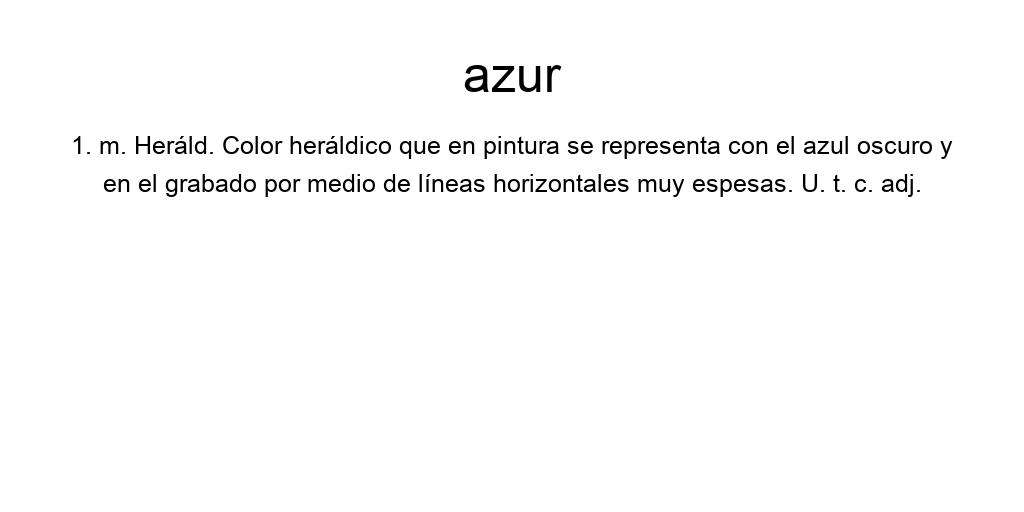 azur
1. m. Heráld. Color heráldico que en pintura se representa con el azul oscuro y
en el grabado por medio de líneas horizontales muy espesas. U. t. c. adj.